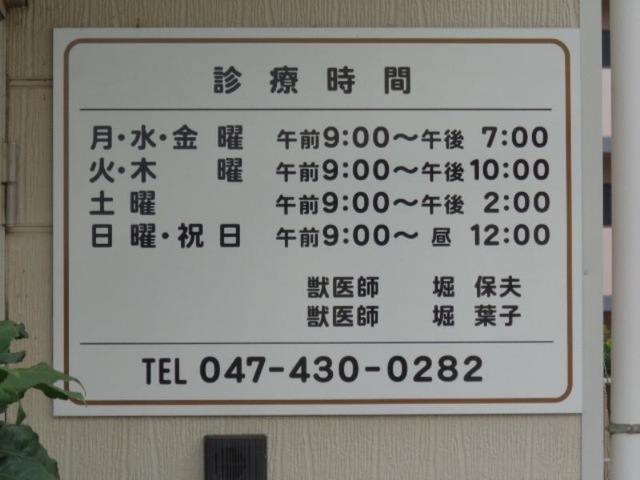 診療時間
月・水・金 曜 午前9:00～午後 7:00
火・木 曜 午前9:00～午後10:00
土 曜 午前9:00～午後 2:00
日 曜・祝 日 午前9:00～ 昼 12:00
獣医師 堀 保夫
獣医師 堀 葉子
TEL 047-430-0282